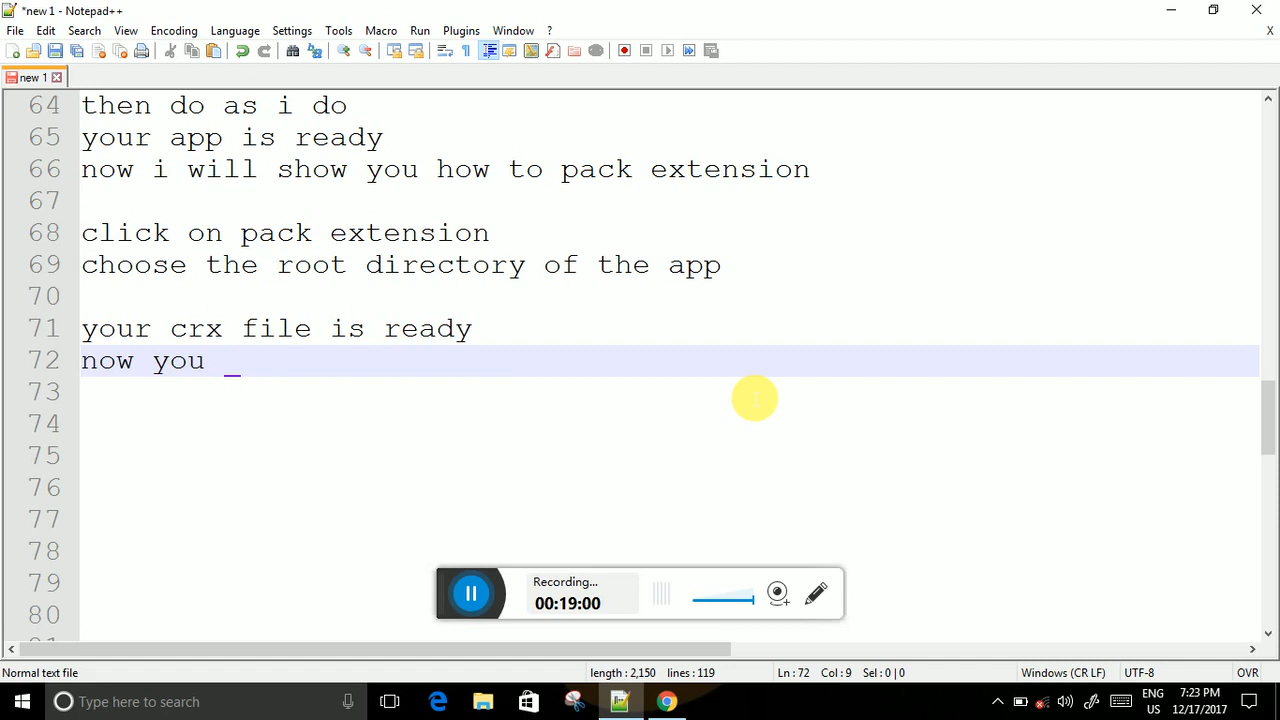 *new 1 - Notepad++
File Edit Search View Encoding Language Settings Tools Macro Run Plugins Window ? X
new 1
64 then do as i do
65 your app is ready
66 now i will show you how to pack extension
67
68 click on pack extension
69 choose the root directory of the app
70
71 your crx file is ready
72 now you
73
74
75
76
77
78
79
80
Recording...
00:19:00
Normal text file length : 2,150 lines : 119 Ln : 72 Col : 9 Sel : 0 | 0 Windows (CR LF) UTF-8 OVR
Type here to search
ENG 7:23 PM
US 12/17/2017